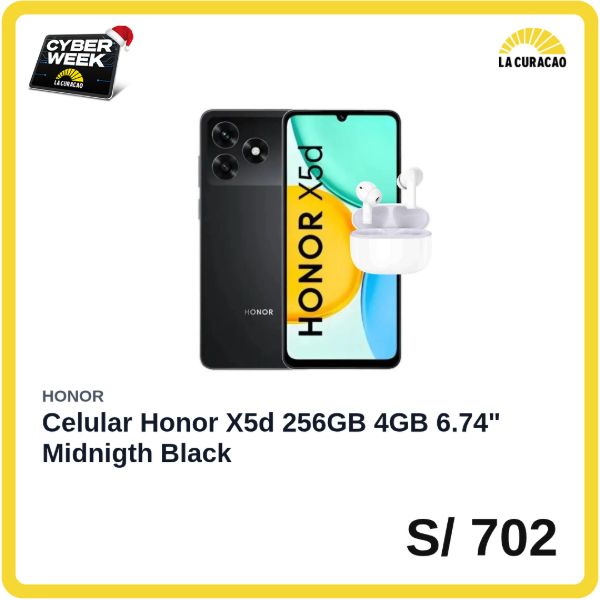 CYBER
WEEK
LA CURACAO
LA CURACAO
HONOR X5d
HONOR
HONOR
Celular Honor X5d 256GB 4GB 6.74"
Midnigth Black
S/ 702